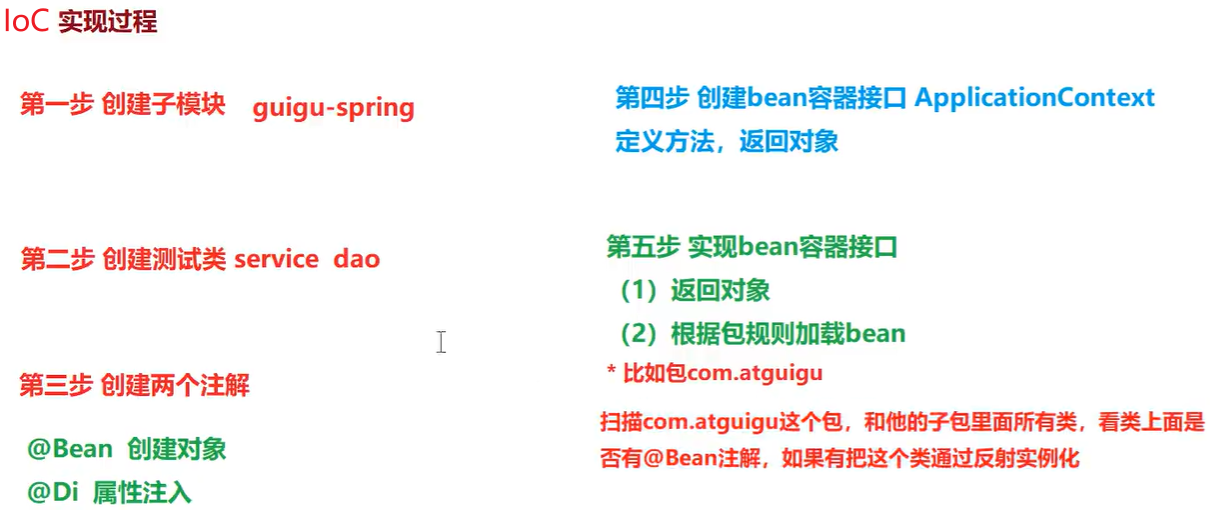 IoC 实现过程
第一步 创建子模块 guigu-spring
第二步 创建测试类 service dao
第三步 创建两个注解
@Bean 创建对象
@Di 属性注入
第四步 创建bean容器接口 ApplicationContext
定义方法，返回对象
第五步 实现bean容器接口
（1）返回对象
（2）根据包规则加载bean
* 比如包com.atguigu
扫描com.atguigu这个包，和他的子包里面所有类，看类上面是
否有@Bean注解，如果有把这个类通过反射实例化